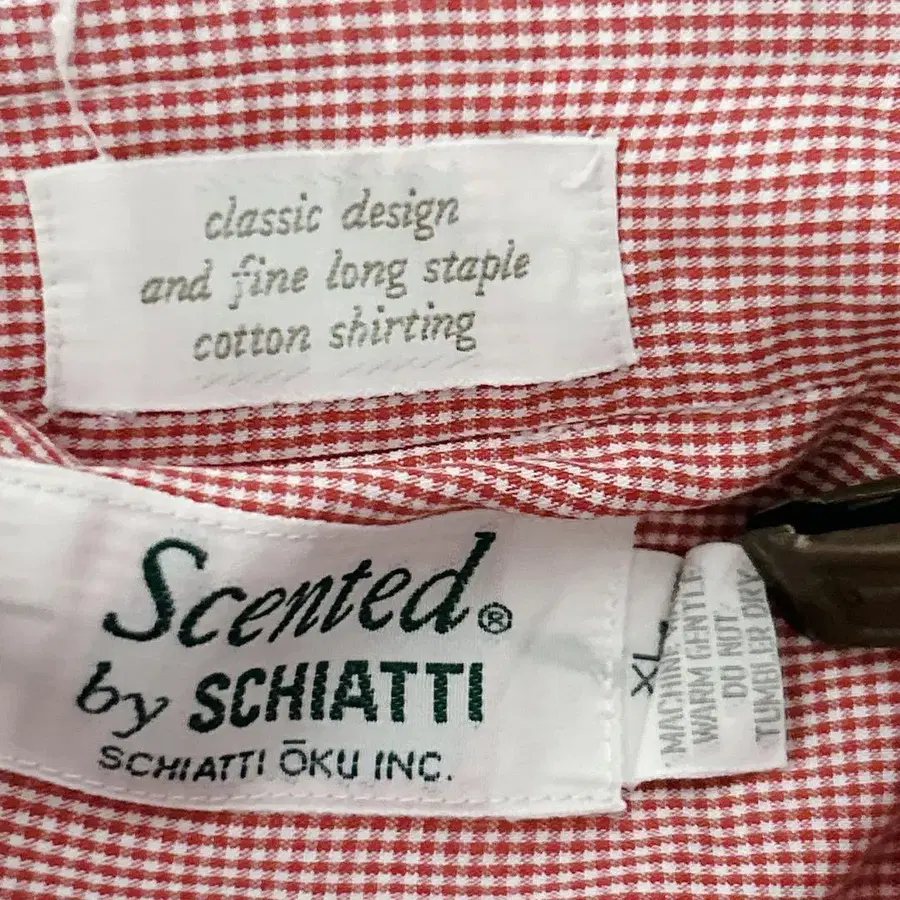 classic design
and fine long staple
cotton shirting
Scented®
by SCHIATTI
SCHIATTI ŌKU INC.
XL
MACHINE GENTLE
WARM GENTLE
DO NOT
TUMBLER DRY